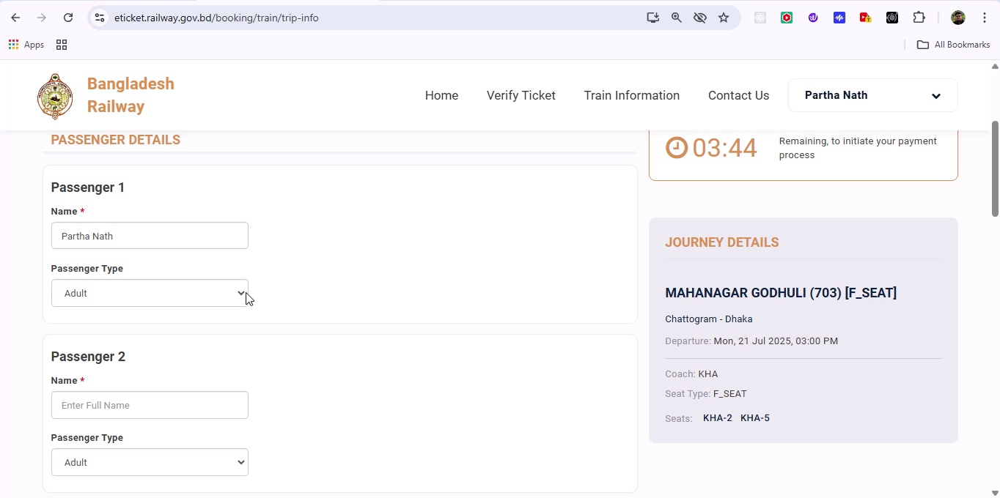 eticket.railway.gov.bd/booking/train/trip-info
Apps
All Bookmarks
Bangladesh
Railway
Home
Verify Ticket
Train Information
Contact Us
Partha Nath
PASSENGER DETAILS
03:44
Remaining, to initiate your payment
process
Passenger 1
Name *
Partha Nath
Passenger Type
Adult
Passenger 2
Name *
Enter Full Name
Passenger Type
Adult
JOURNEY DETAILS
MAHANAGAR GODHULI (703) [F_SEAT]
Chattogram - Dhaka
Departure: Mon, 21 Jul 2025, 03:00 PM
Coach: KHA
Seat Type: F_SEAT
Seats: KHA-2 KHA-5